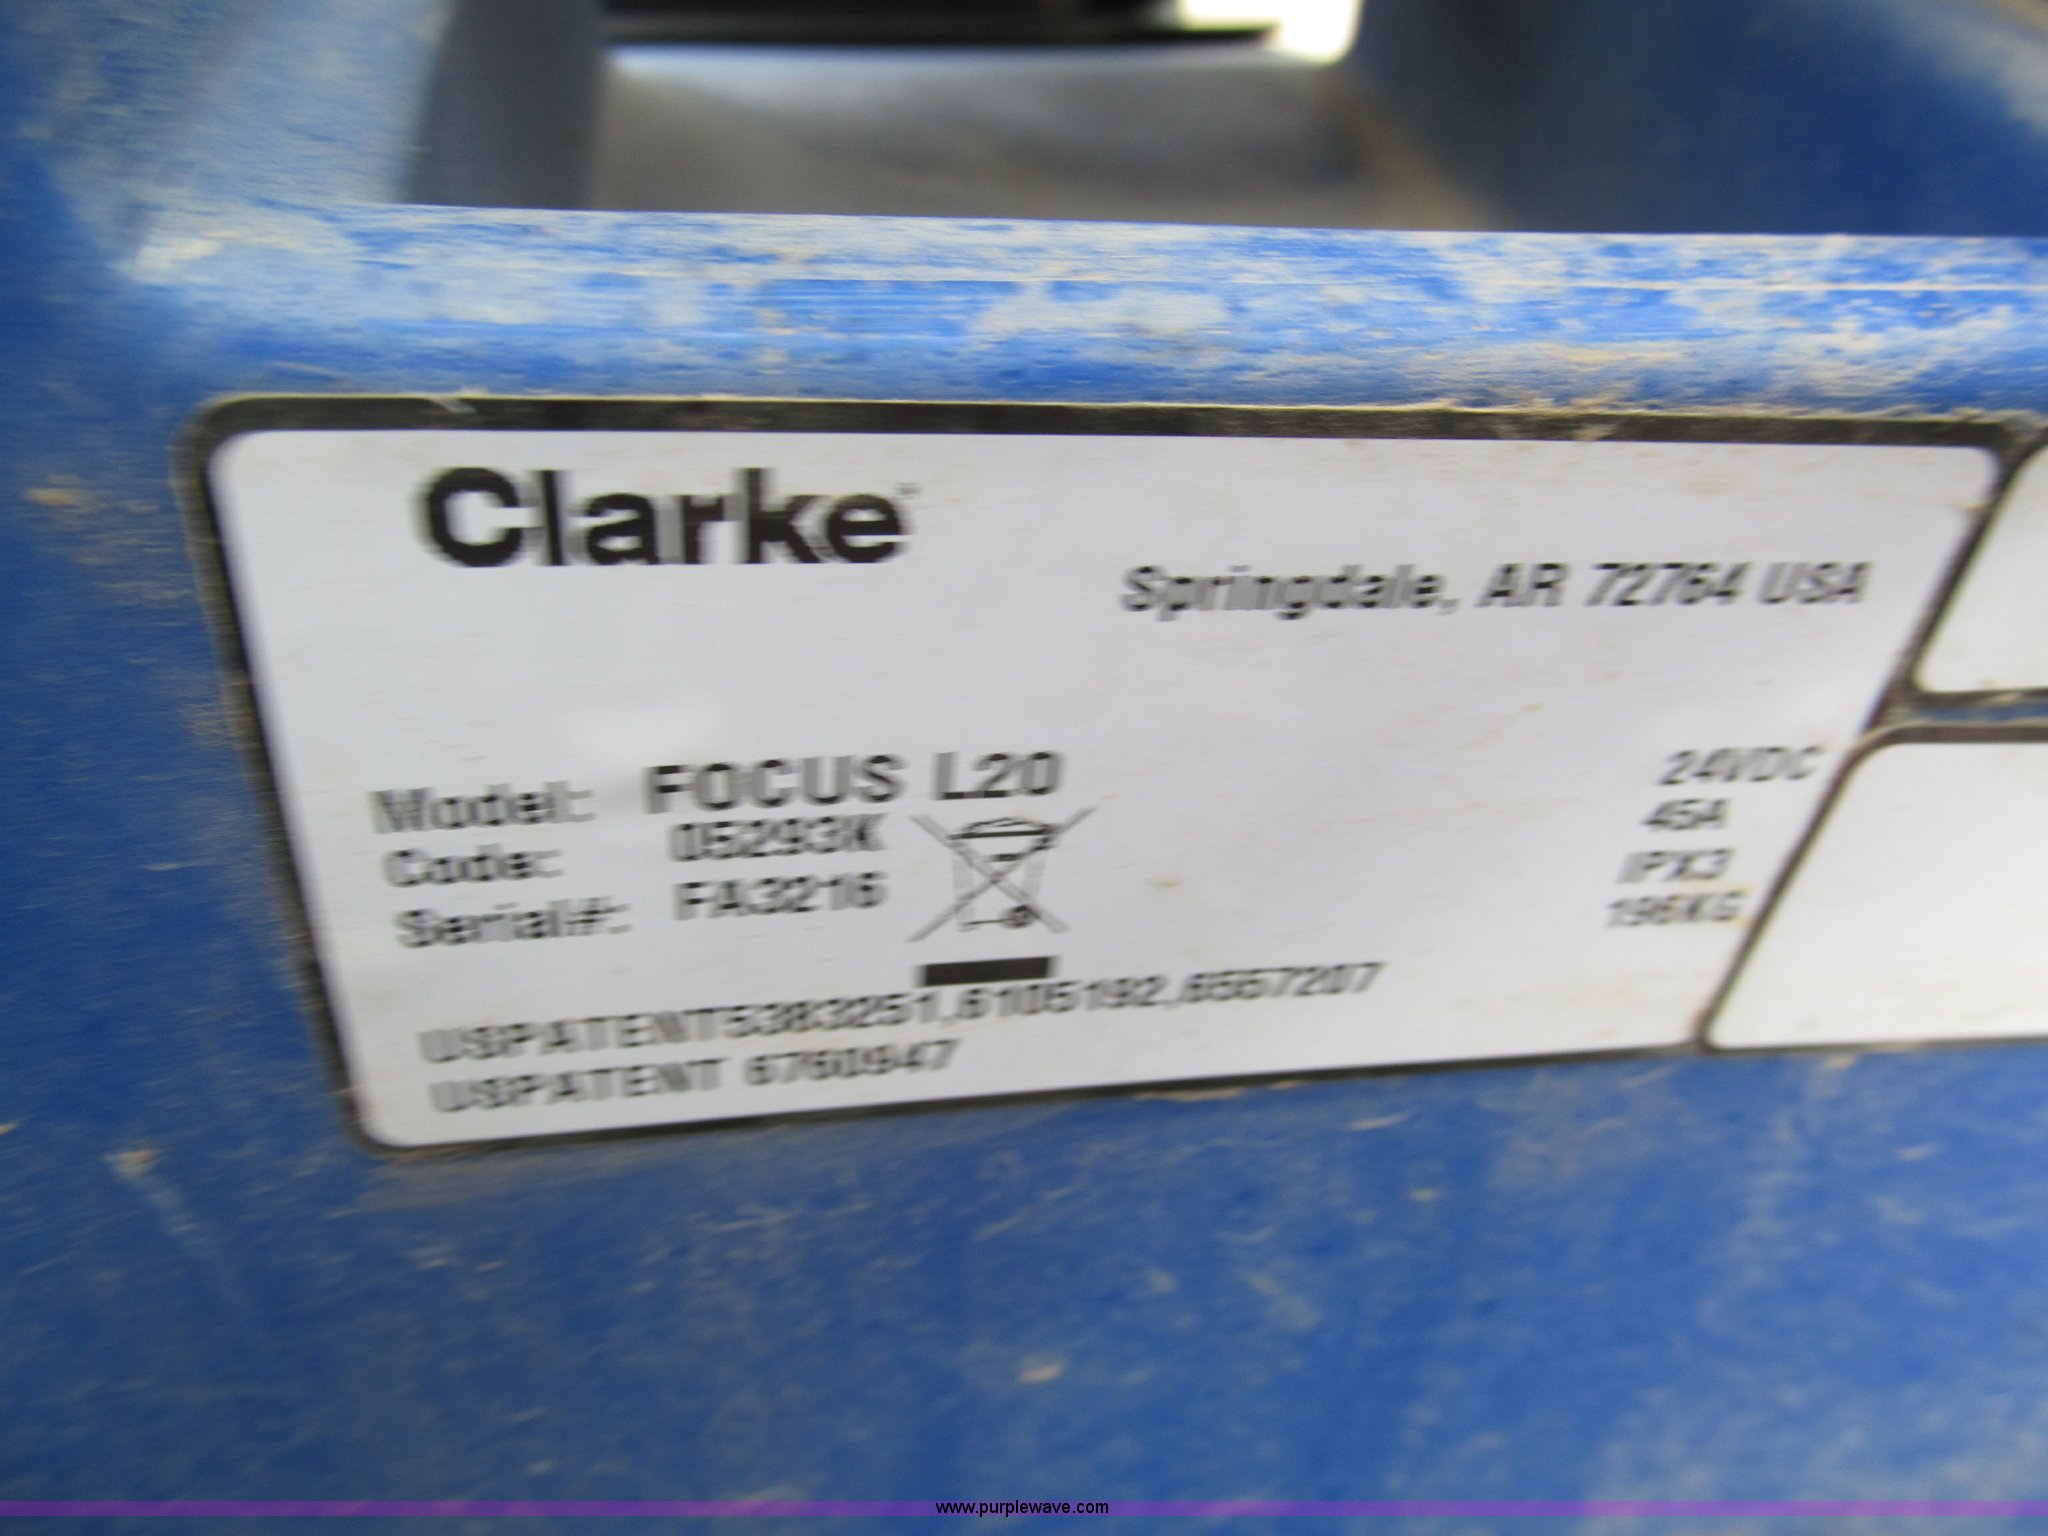 Clarke
Springdale, AR 72764 USA
Model: FOCUS L20
Code: 05293K
Serial#: FA3216
24VDC
45A
IPX3
196KG
USPATENT5383251,6105192,6557207
USPATENT 6760947
www.purplewave.com